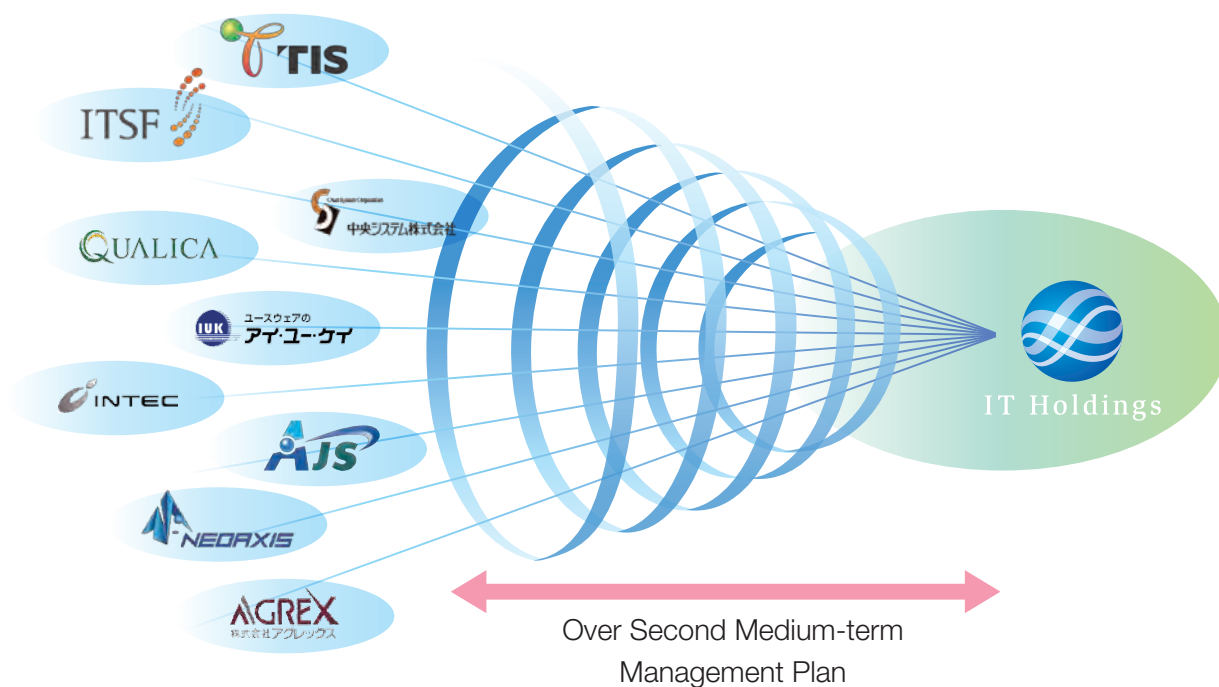 TIS
ITSF
Chuo System Corporation
中央システム株式会社
QUALICA
IUK
ユースウェアの
アイ・ユー・ケイ
INTEC
AJS
NEOAXIS
AGREX
株式会社アグレックス
IT Holdings
Over Second Medium-term
Management Plan